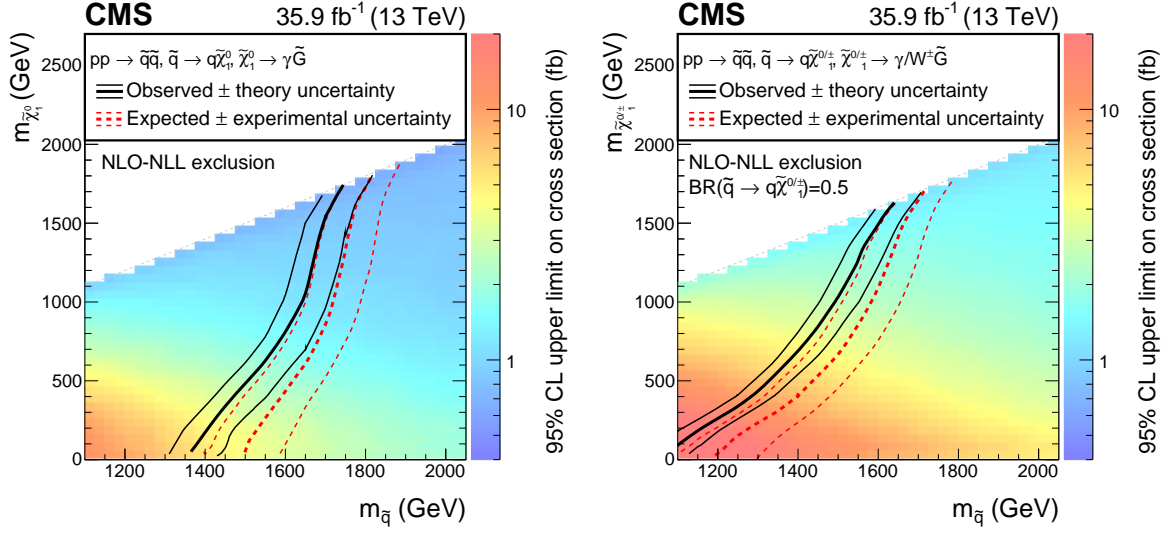 CMS 35.9 fb⁻¹ (13 TeV)
pp → q̃q̃, q̃ → qχ̃⁰₁, χ̃⁰₁ → γG̃
Observed ± theory uncertainty
Expected ± experimental uncertainty
NLO-NLL exclusion
m_χ̃⁰₁ (GeV)
2500
2000
1500
1000
500
0
1200 1400 1600 1800 2000
m_q̃ (GeV)
10
1
95% CL upper limit on cross section (fb)
CMS 35.9 fb⁻¹ (13 TeV)
pp → q̃q̃, q̃ → qχ̃⁰/±₁, χ̃⁰/±₁ → γ/W±G̃
Observed ± theory uncertainty
Expected ± experimental uncertainty
NLO-NLL exclusion
BR(q̃ → qχ̃⁰/±₁)=0.5
m_χ̃⁰/±₁ (GeV)
2500
2000
1500
1000
500
0
1200 1400 1600 1800 2000
m_q̃ (GeV)
10
1
95% CL upper limit on cross section (fb)